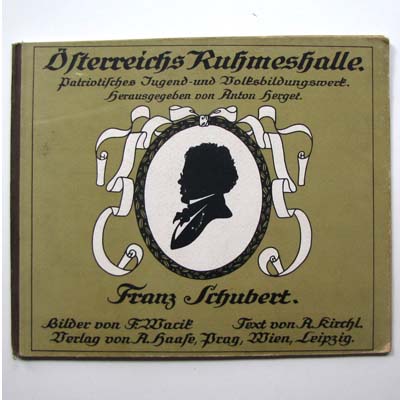 Österreichs Ruhmeshalle.
Patriotisches Jugend- und Volksbildungswerk.
Herausgegeben von Anton Herget.
Franz Schubert.
Bilder von F. Wacik Text von A. Kirchl.
Verlag von A. Haase, Prag, Wien, Leipzig.